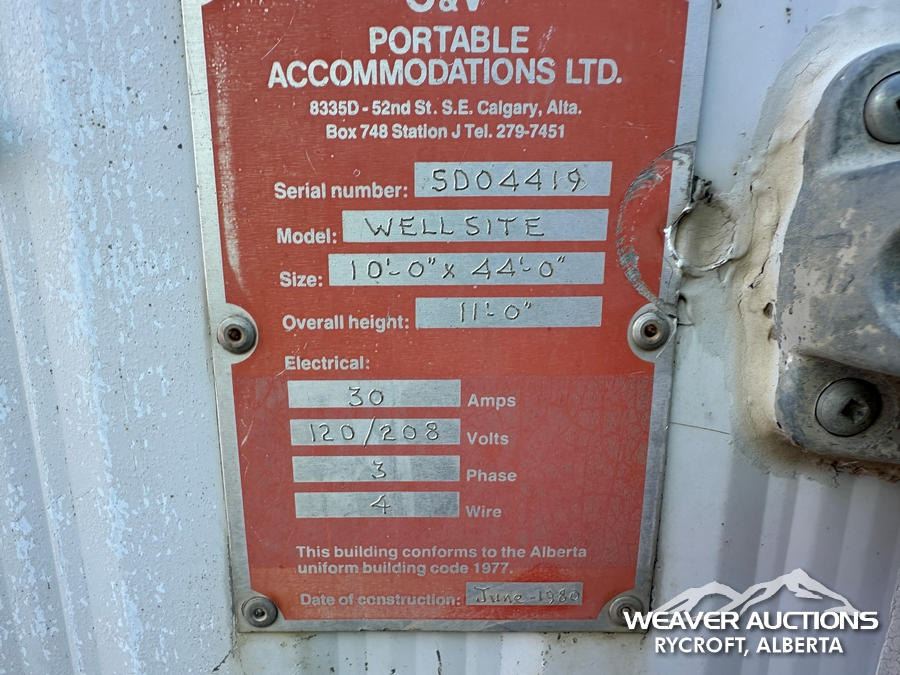 PORTABLE
ACCOMMODATIONS LTD.
8335D - 52nd St. S.E. Calgary, Alta.
Box 748 Station J Tel. 279-7451
Serial number: SD04419
Model: WELLSITE
Size: 10'-0" x 44'-0"
Overall height: 11'-0"
Electrical:
30 Amps
120/208 Volts
3 Phase
4 Wire
This building conforms to the Alberta
uniform building code 1977.
Date of construction: June-1980
WEAVER AUCTIONS
RYCROFT, ALBERTA